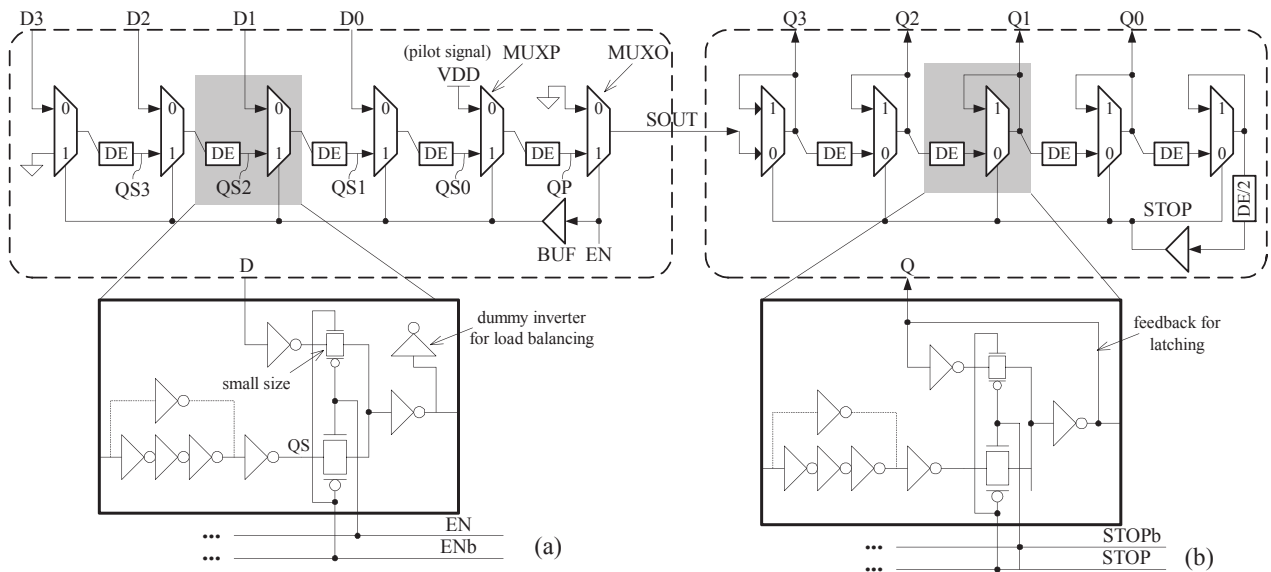 D3 D2 D1 D0 Q3 Q2 Q1 Q0
(pilot signal) MUXP
VDD MUXO
0 0 0 0 0 0 1 1 1 1 1
SOUT
1 DE 1 DE 1 DE 1 DE 1 DE 1 0 DE 0 DE 0 DE 0 DE 0
QS3 QS2 QS1 QS0 QP
DE/2
STOP
BUF EN
D Q
dummy inverter
for load balancing
feedback for
latching
small size
QS
EN
... ENb
... (a)
STOPb
... STOP
... (b)